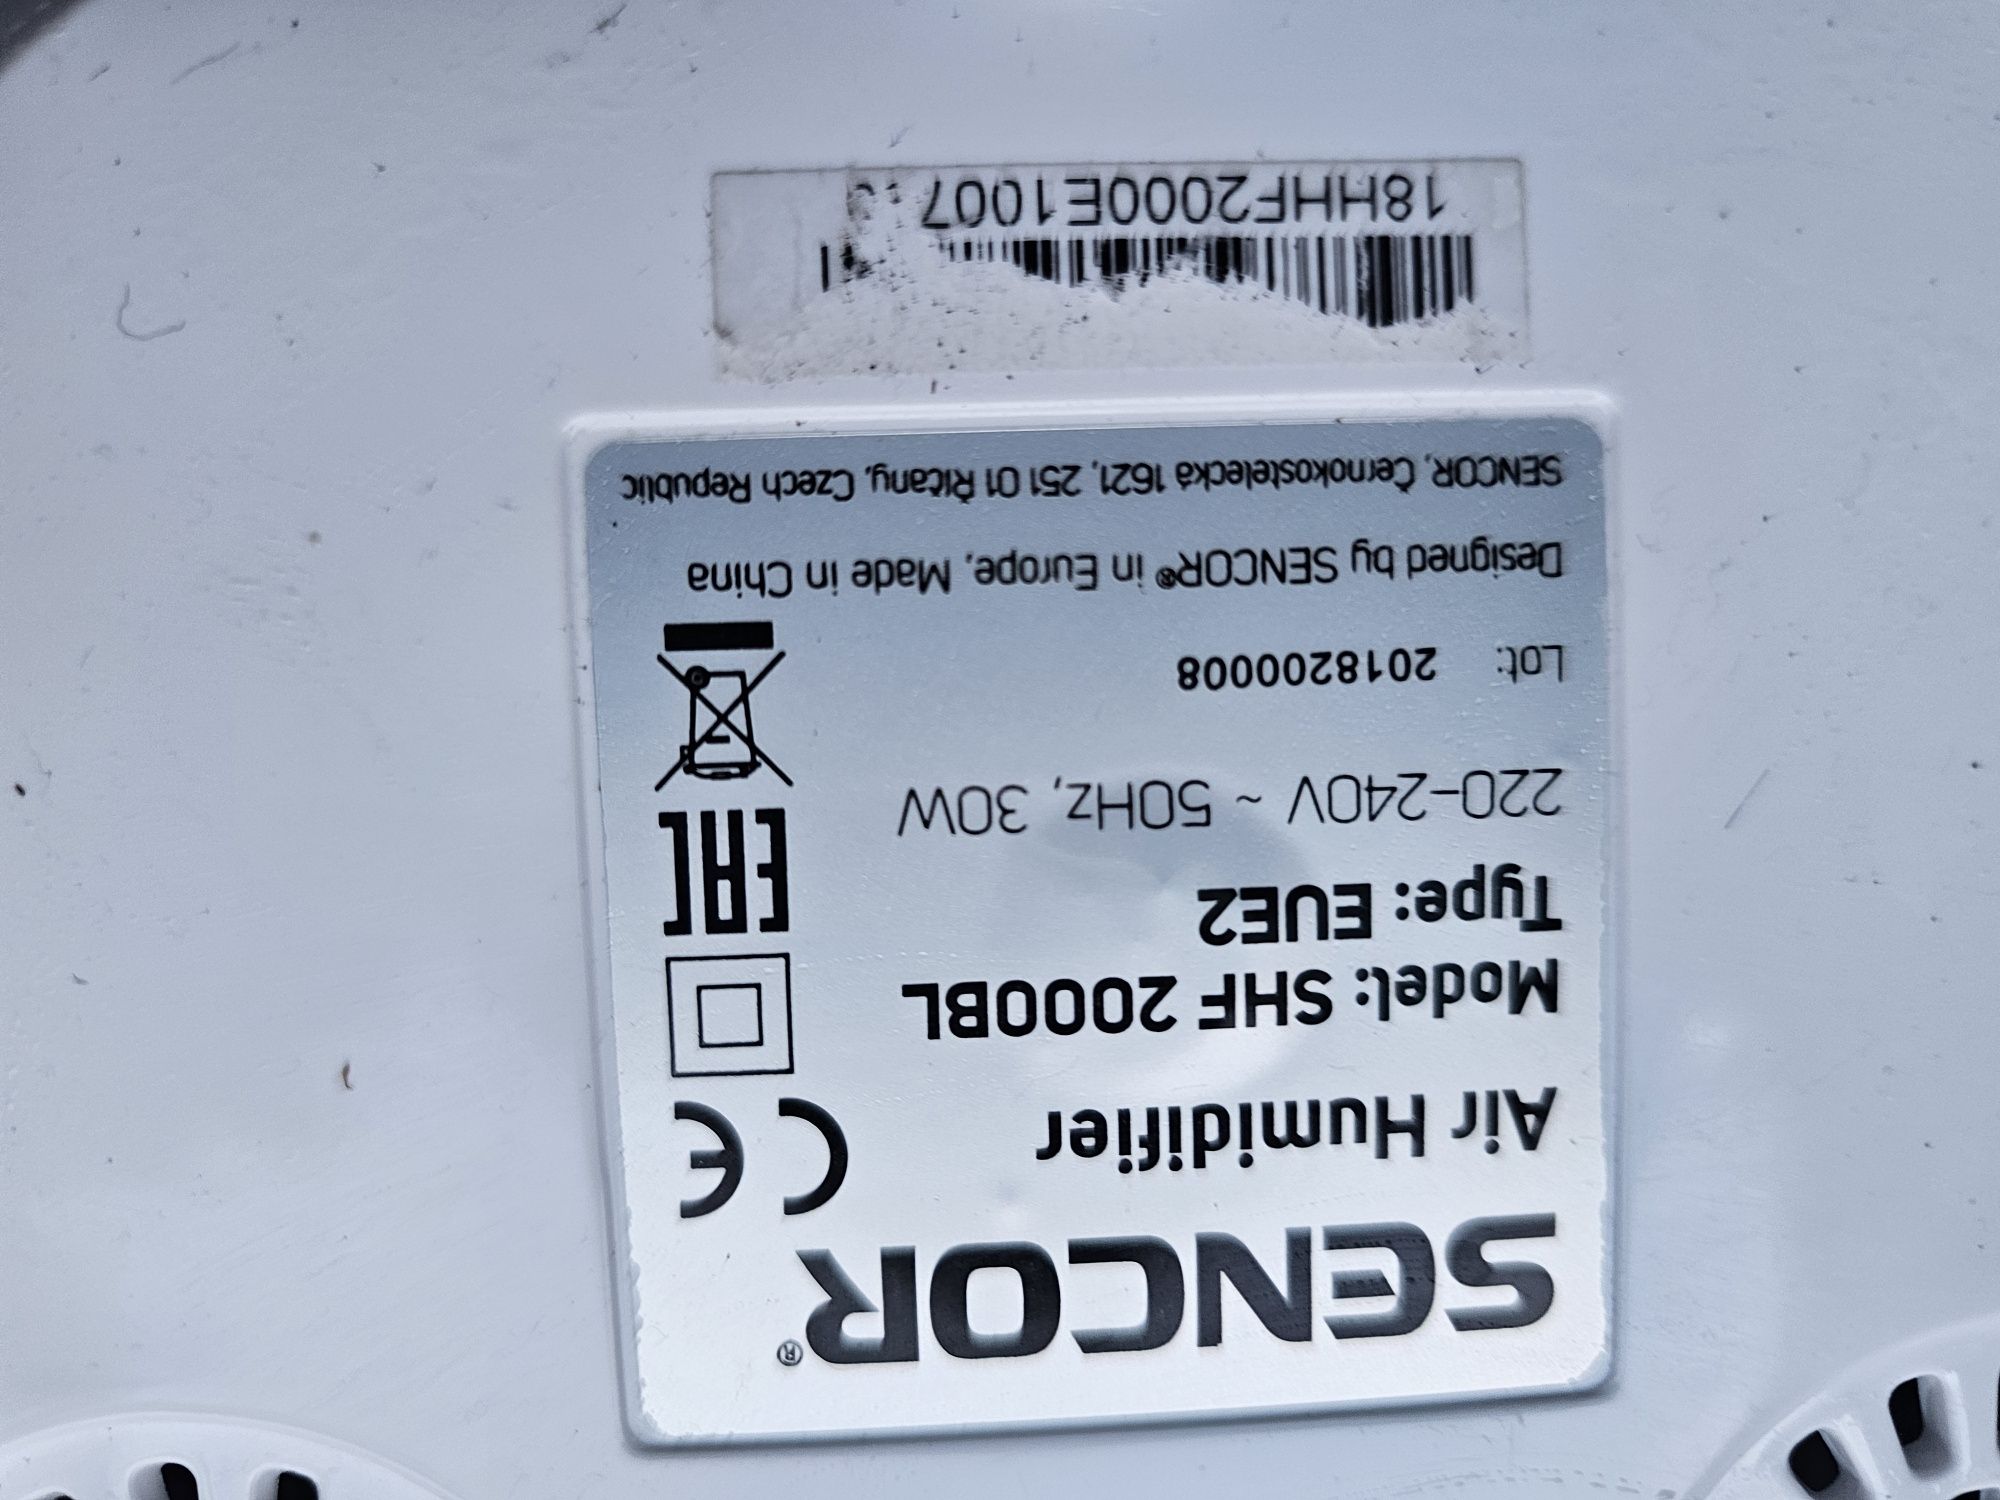 SENCOR®
Air Humidifier
CE
Model: SHF 2000BL
Type: EUE2
EAC
220-240V ~ 50Hz, 30W
Lot: 2018200008
Designed by SENCOR® in Europe, Made in China
SENCOR, Černokostelecká 1621, 251 01 Říčany, Czech Republic